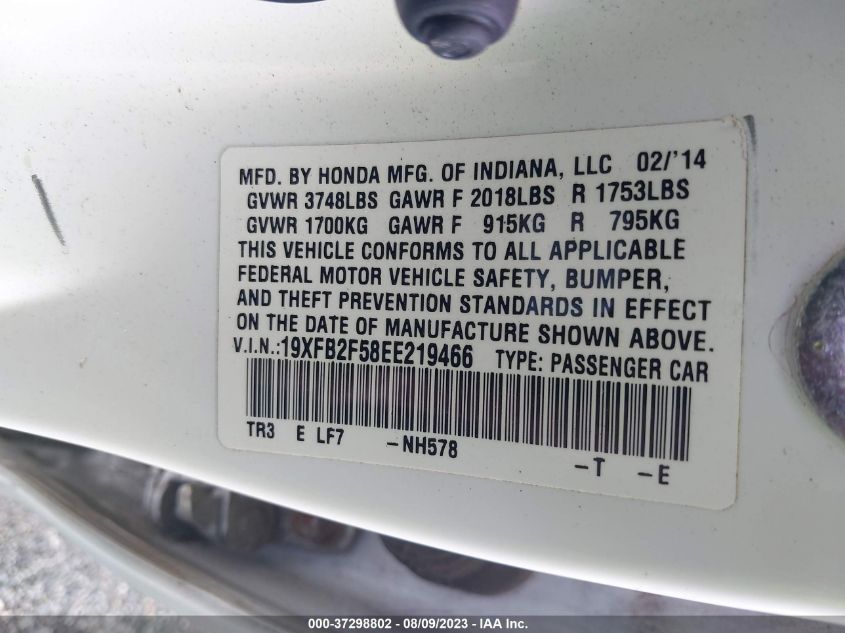 MFD. BY HONDA MFG. OF INDIANA, LLC 02/'14
GVWR 3748LBS GAWR F 2018LBS R 1753LBS
GVWR 1700KG GAWR F 915KG R 795KG
THIS VEHICLE CONFORMS TO ALL APPLICABLE
FEDERAL MOTOR VEHICLE SAFETY, BUMPER,
AND THEFT PREVENTION STANDARDS IN EFFECT
ON THE DATE OF MANUFACTURE SHOWN ABOVE.
V.I.N.:19XFB2F58EE219466 TYPE: PASSENGER CAR
TR3 E LF7 -NH578 -T -E
000-37298802 - 08/09/2023 - IAA Inc.